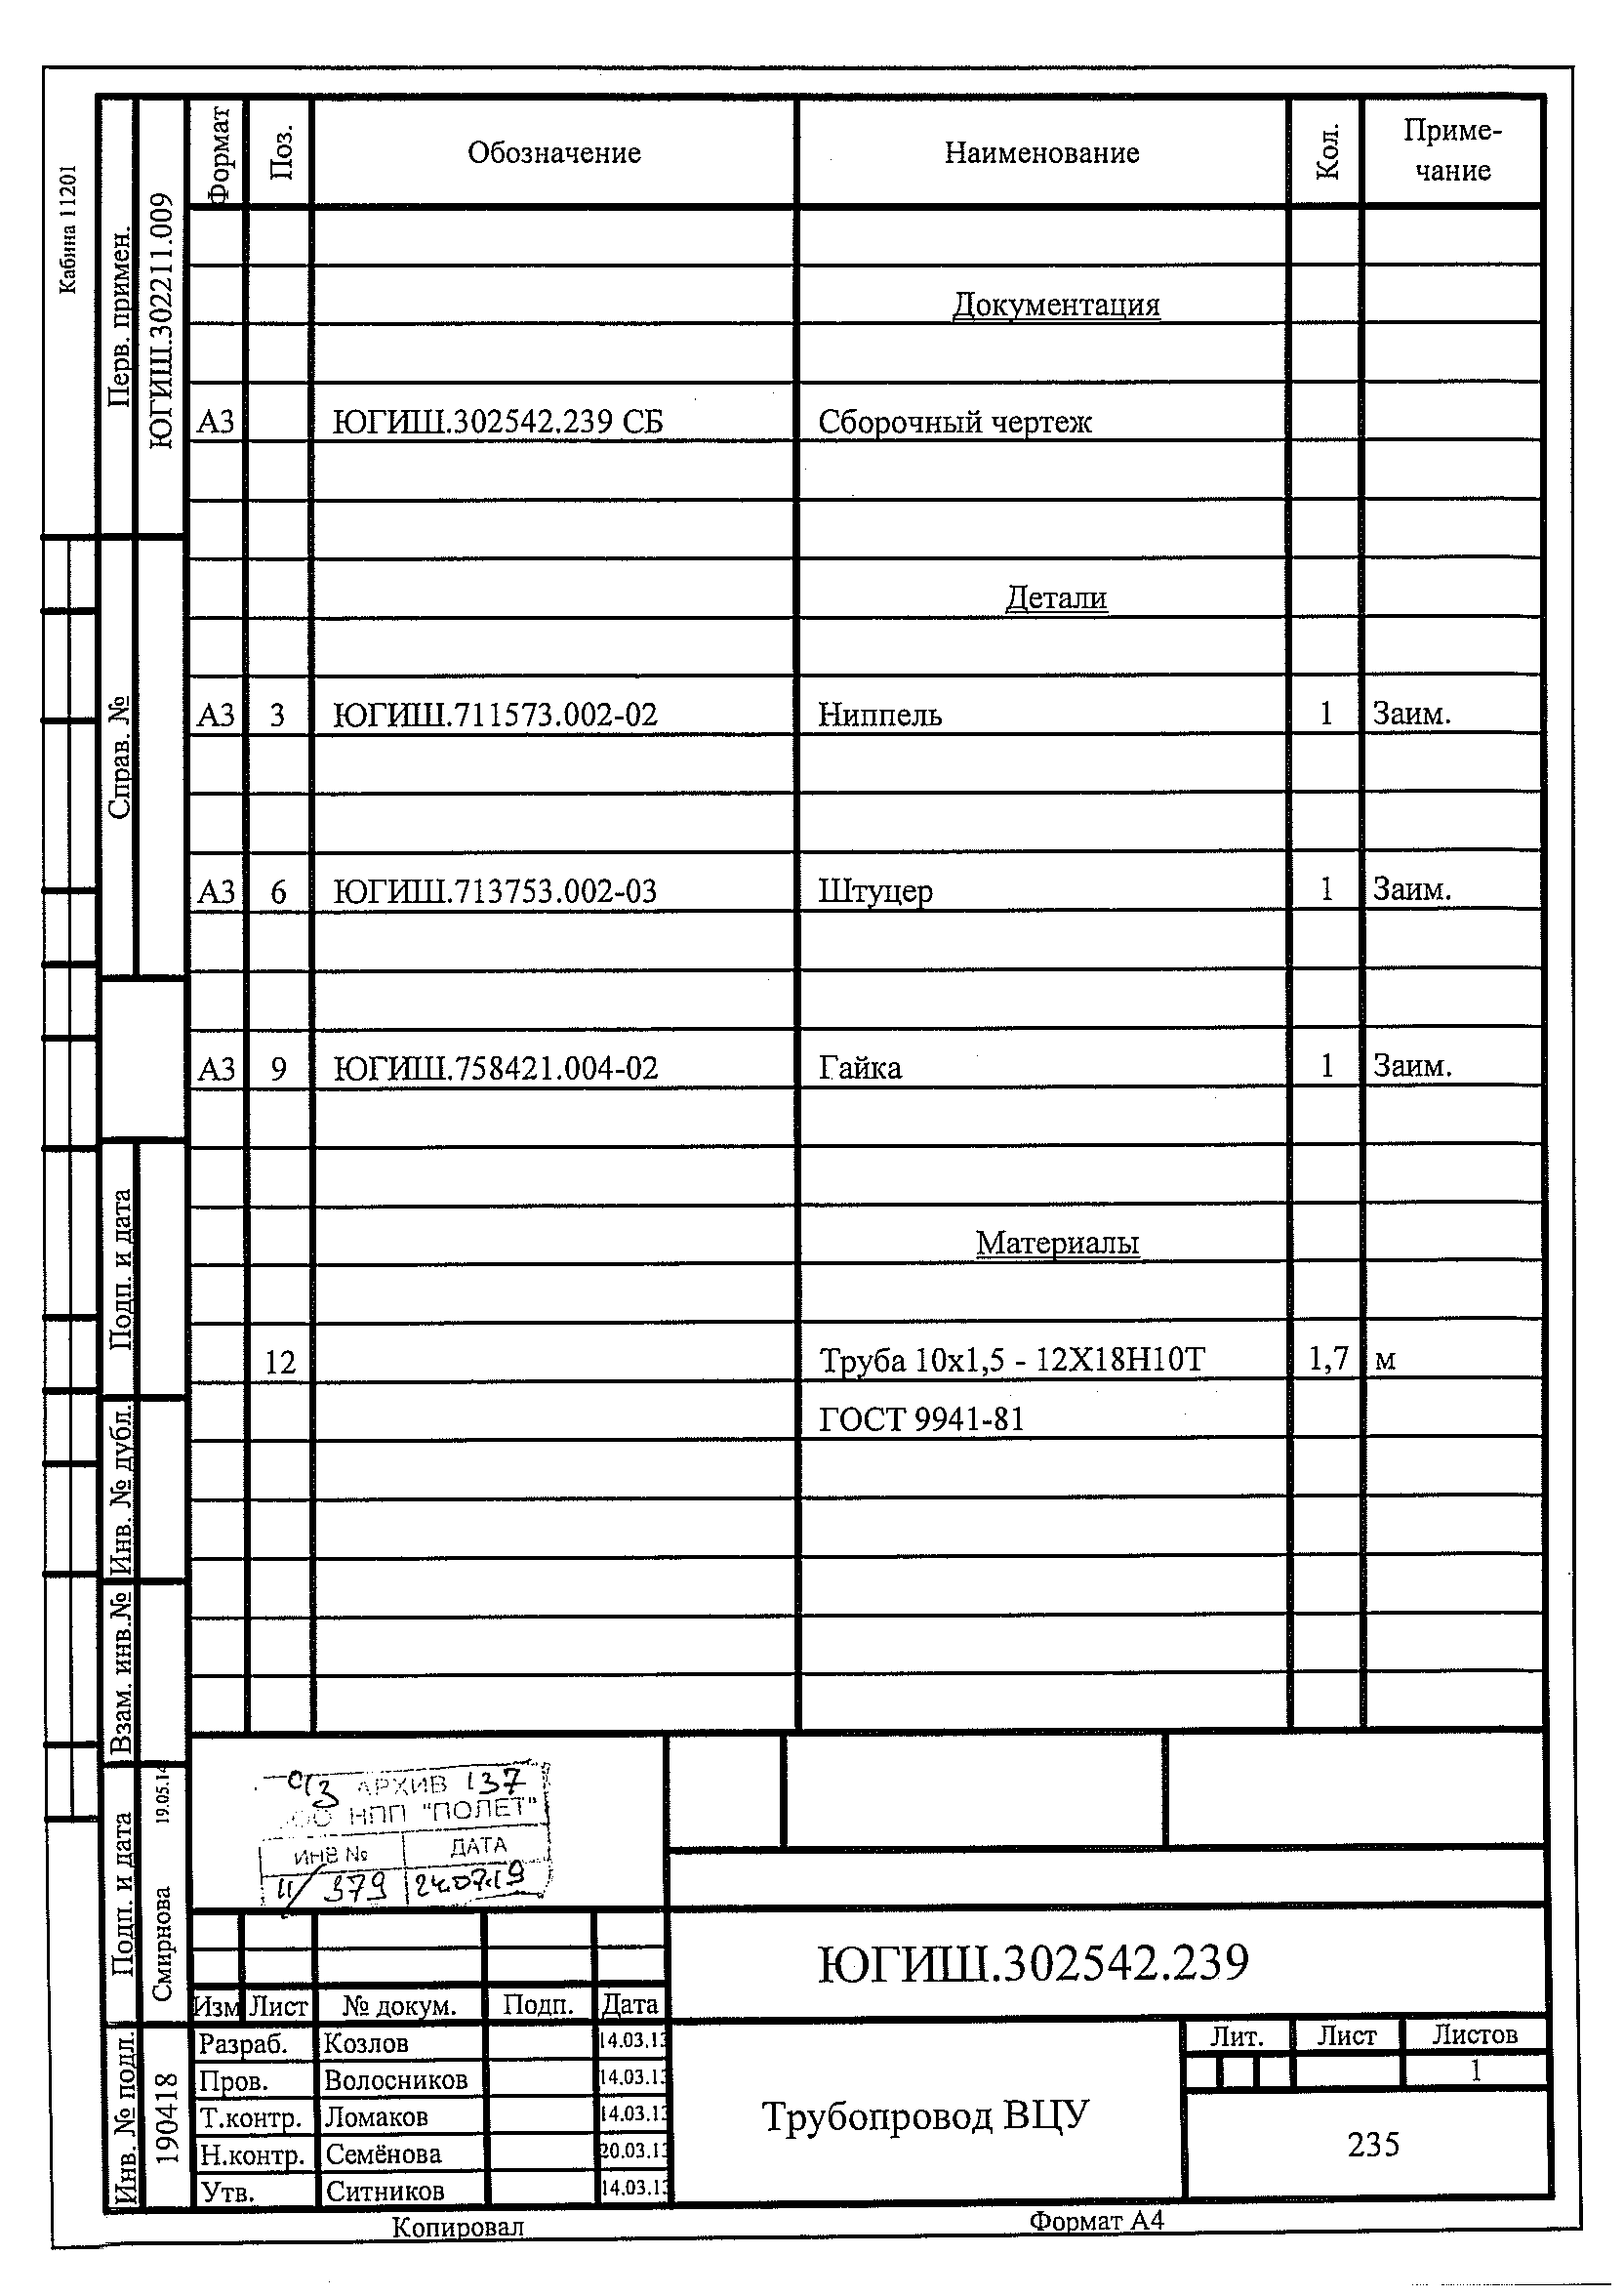 Кабина 11201
Перв. примен.
ЮГИШ.302211.009
Справ. №
Подп. и дата
Инв. № дубл.
Взам. инв.№
Подп. и дата
Смирнова 19.05.14
Инв. № подл.
190418
Формат Поз. Обозначение Наименование Кол. Приме-
чание
Документация
А3 ЮГИШ.302542.239 СБ Сборочный чертеж
Детали
А3 3 ЮГИШ.711573.002-02 Ниппель 1 Заим.
А3 6 ЮГИШ.713753.002-03 Штуцер 1 Заим.
А3 9 ЮГИШ.758421.004-02 Гайка 1 Заим.
Материалы
12 Труба 10х1,5 - 12Х18Н10Т 1,7 м
ГОСТ 9941-81
АРХИВ 137
НПП "ПОЛЕТ"
ИНВ № ДАТА
11/379 24.07.19
ЮГИШ.302542.239
Изм Лист № докум. Подп. Дата
Разраб. Козлов 14.03.13
Пров. Волосников 14.03.13
Т.контр. Ломаков 14.03.13
Н.контр. Семёнова 20.03.13
Утв. Ситников 14.03.13
Трубопровод ВЦУ
Лит. Лист Листов
1
235
Копировал Формат А4